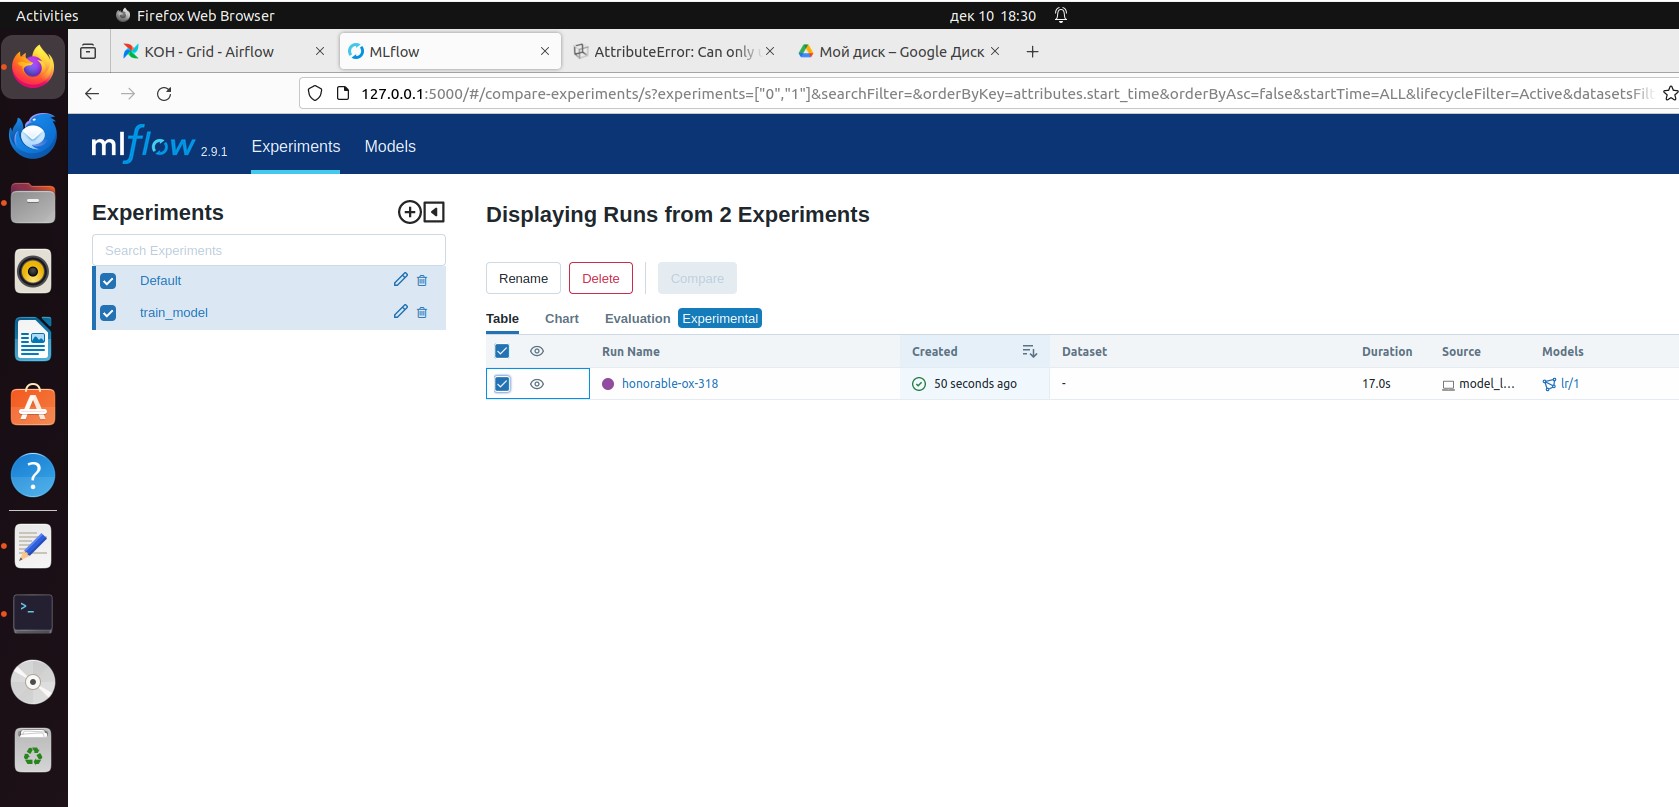 Activities Firefox Web Browser дек 10 18:30
KOH - Grid - Airflow MLflow AttributeError: Can only Мой диск – Google Диск
127.0.0.1:5000/#/compare-experiments/s?experiments=["0","1"]&searchFilter=&orderByKey=attributes.start_time&orderByAsc=false&startTime=ALL&lifecycleFilter=Active&datasetsFilt
mlflow 2.9.1 Experiments Models
Experiments
Displaying Runs from 2 Experiments
Search Experiments
Default
train_model
Rename Delete Compare
Table Chart Evaluation Experimental
Run Name Created Dataset Duration Source Models
honorable-ox-318 50 seconds ago - 17.0s model_l... lr/1